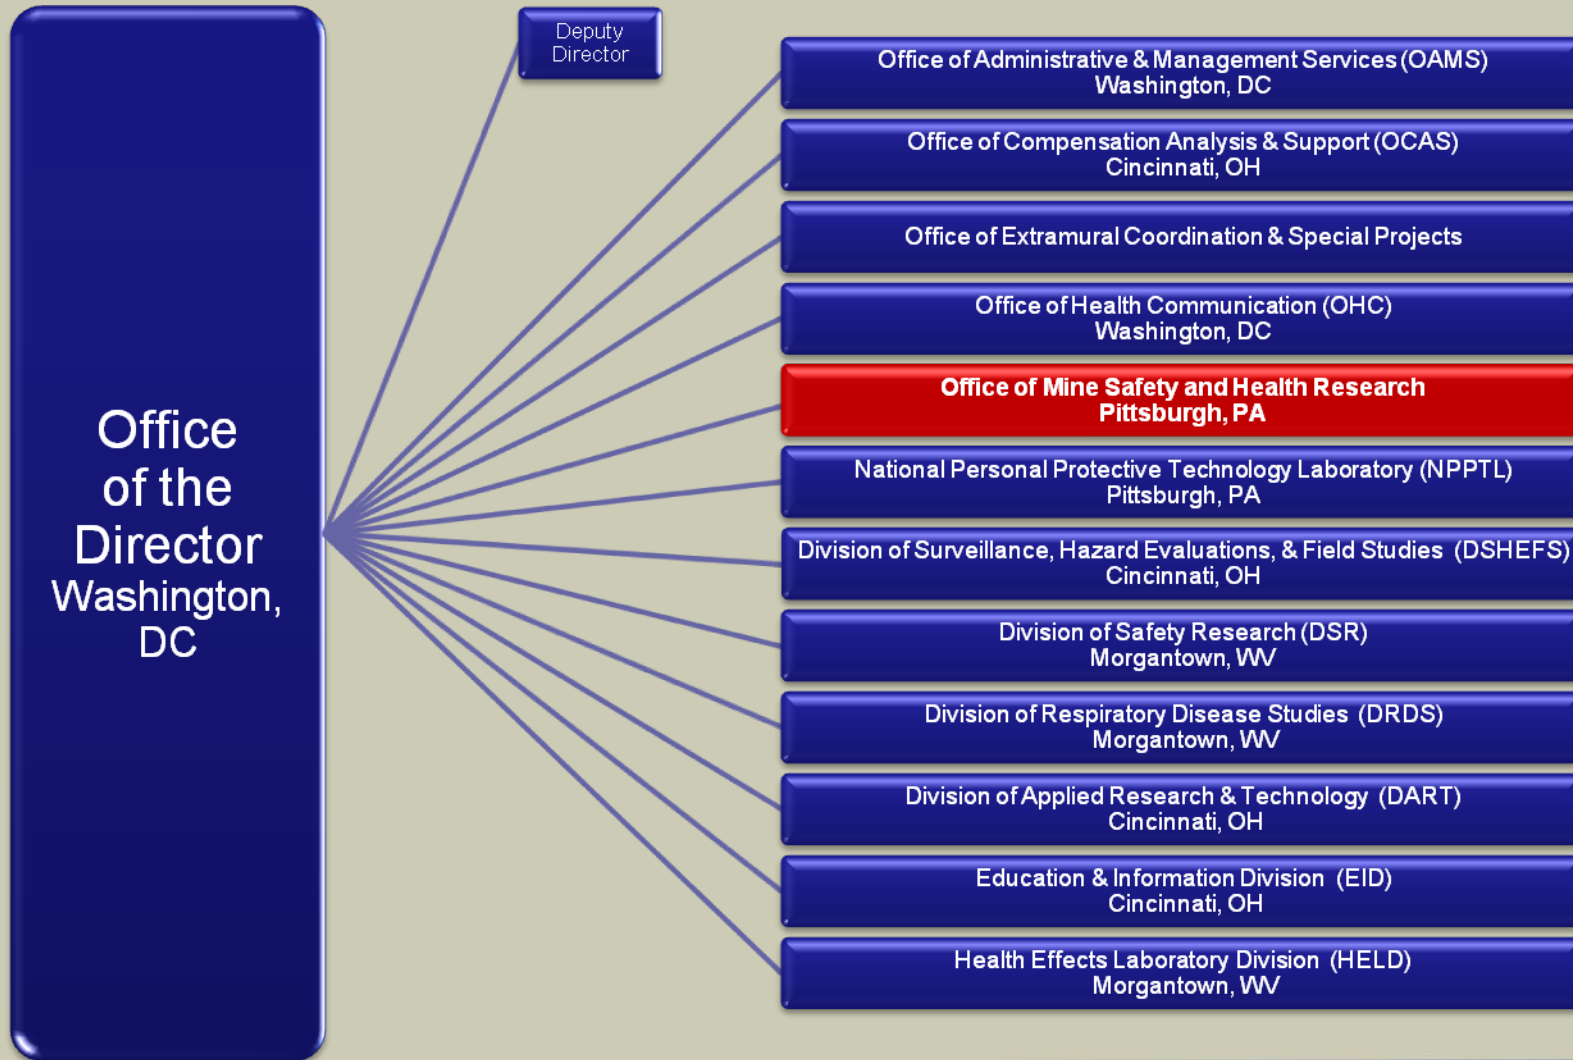 Office
of the
Director
Washington,
DC
Deputy
Director
Office of Administrative & Management Services (OAMS)
Washington, DC
Office of Compensation Analysis & Support (OCAS)
Cincinnati, OH
Office of Extramural Coordination & Special Projects
Office of Health Communication (OHC)
Washington, DC
Office of Mine Safety and Health Research
Pittsburgh, PA
National Personal Protective Technology Laboratory (NPPTL)
Pittsburgh, PA
Division of Surveillance, Hazard Evaluations, & Field Studies (DSHEFS)
Cincinnati, OH
Division of Safety Research (DSR)
Morgantown, WV
Division of Respiratory Disease Studies (DRDS)
Morgantown, WV
Division of Applied Research & Technology (DART)
Cincinnati, OH
Education & Information Division (EID)
Cincinnati, OH
Health Effects Laboratory Division (HELD)
Morgantown, WV